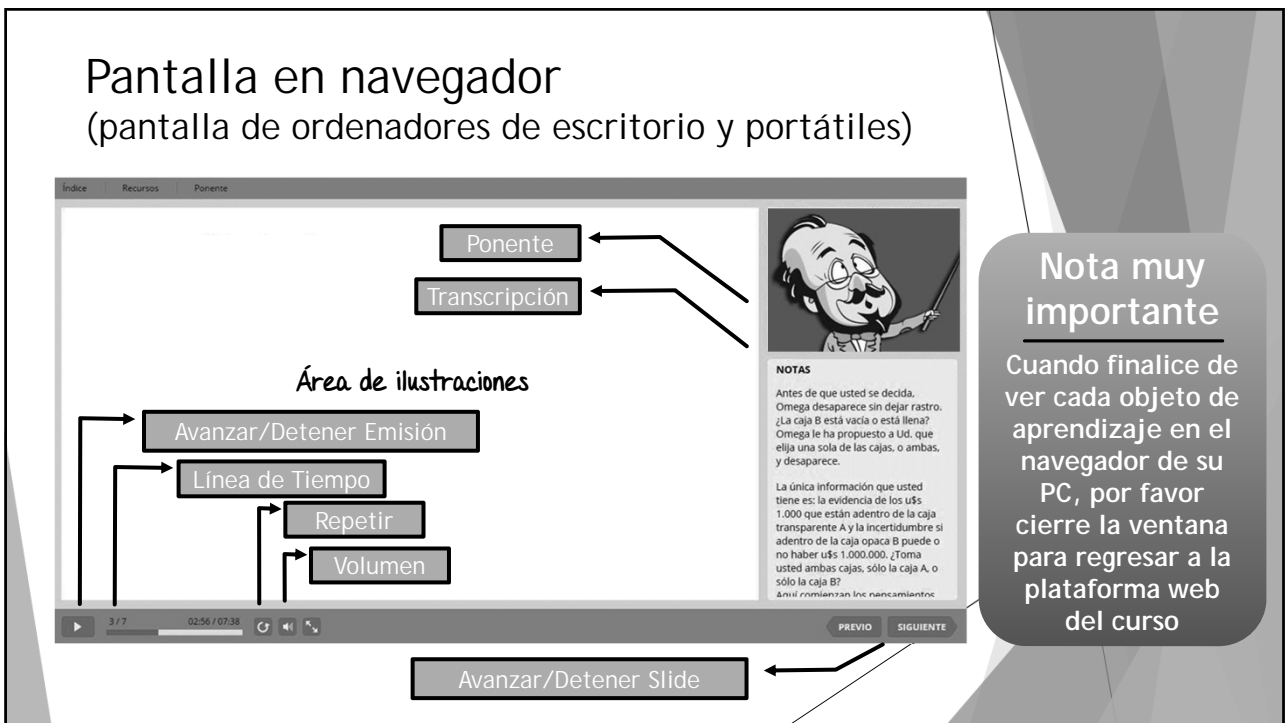 Pantalla en navegador
(pantalla de ordenadores de escritorio y portátiles)
Índice Recursos Ponente
Ponente
Transcripción
Área de ilustraciones
Avanzar/Detener Emisión
Línea de Tiempo
Repetir
Volumen
NOTAS
Antes de que usted se decida,
Omega desaparece sin dejar rastro.
¿La caja B está vacía o está llena?
Omega le ha propuesto a Ud. que
elija una sola de las cajas, o ambas,
y desaparece.
La única información que usted
tiene es: la evidencia de los u$s
1.000 que están adentro de la caja
transparente A y la incertidumbre si
adentro de la caja opaca B puede o
no haber u$s 1.000.000. ¿Toma
usted ambas cajas, sólo la caja A, o
sólo la caja B?
Aquí comienzan los pensamientos
3 / 7 02:56 / 07:38
PREVIO SIGUIENTE
Avanzar/Detener Slide
Nota muy
importante
Cuando finalice de
ver cada objeto de
aprendizaje en el
navegador de su
PC, por favor
cierre la ventana
para regresar a la
plataforma web
del curso